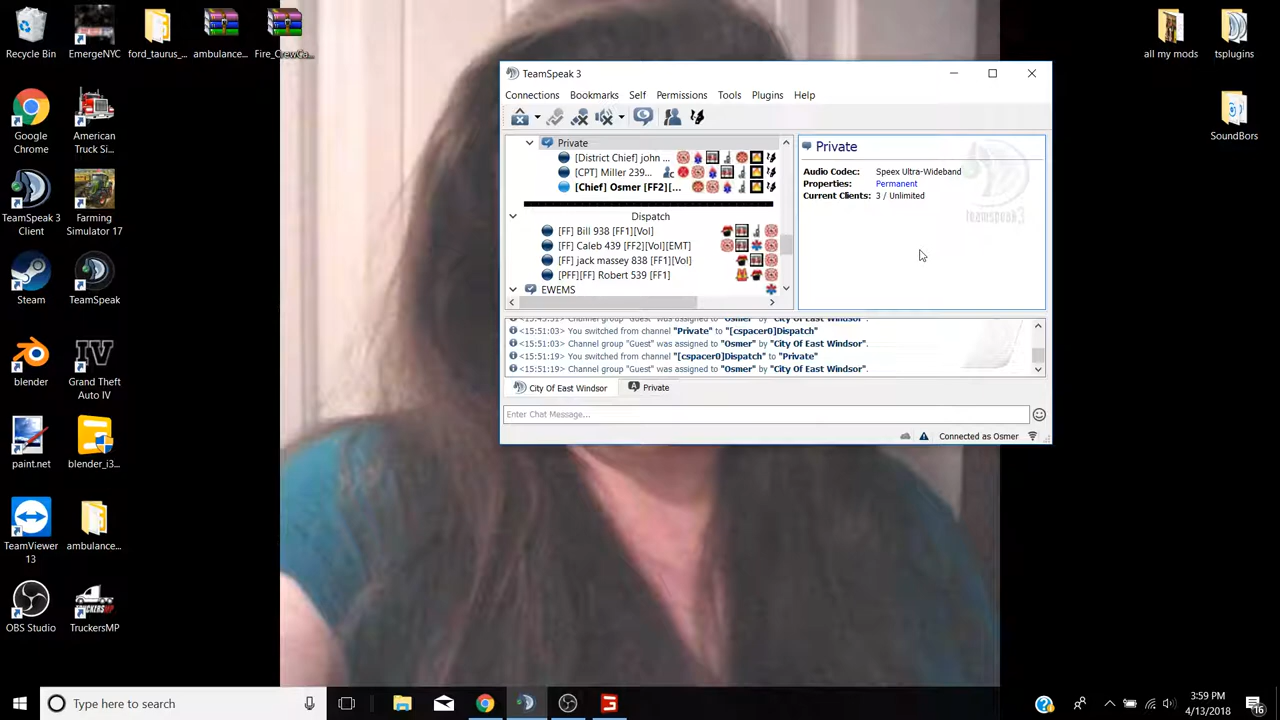 Recycle Bin
EmergeNYC
ford_taurus_...
ambulance...
Fire_CrewCa...
all my mods
tsplugins
Google
Chrome
American
Truck Sim...
SoundBors
TeamSpeak 3
Client
Farming
Simulator 17
Steam
TeamSpeak
blender
Grand Theft
Auto IV
paint.net
blender_i3...
TeamViewer
13
ambulance...
OBS Studio
TruckersMP
TeamSpeak 3
Connections Bookmarks Self Permissions Tools Plugins Help
Private
[District Chief] john ...
[CPT] Miller 239...
[Chief] Osmer [FF2][...
Dispatch
[FF] Bill 938 [FF1][Vol]
[FF] Caleb 439 [FF2][Vol][EMT]
[FF] jack massey 838 [FF1][Vol]
[PFF][FF] Robert 539 [FF1]
EWEMS
Private
Audio Codec: Speex Ultra-Wideband
Properties: Permanent
Current Clients: 3 / Unlimited
<15:51:03> You switched from channel "Private" to "[cspacer0]Dispatch"
<15:51:03> Channel group "Guest" was assigned to "Osmer" by "City Of East Windsor".
<15:51:19> You switched from channel "[cspacer0]Dispatch" to "Private"
<15:51:19> Channel group "Guest" was assigned to "Osmer" by "City Of East Windsor".
City Of East Windsor Private
Enter Chat Message...
Connected as Osmer
Type here to search
3:59 PM
4/13/2018
16